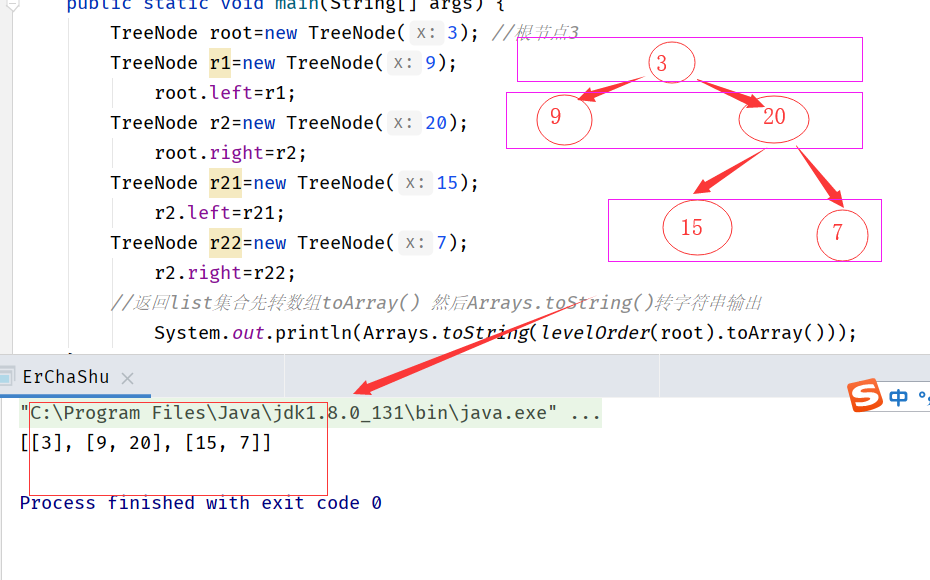 public static void main(String[] args) {
TreeNode root=new TreeNode( x: 3); //根节点3
TreeNode r1=new TreeNode( x: 9);
root.left=r1;
TreeNode r2=new TreeNode( x: 20);
root.right=r2;
TreeNode r21=new TreeNode( x: 15);
r2.left=r21;
TreeNode r22=new TreeNode( x: 7);
r2.right=r22;
//返回list集合先转数组toArray() 然后Arrays.toString()转字符串输出
System.out.println(Arrays.toString(levelOrder(root).toArray()));
3
9
20
15
7
ErChaShu
"C:\Program Files\Java\jdk1.8.0_131\bin\java.exe" ...
[[3], [9, 20], [15, 7]]
Process finished with exit code 0
S 中